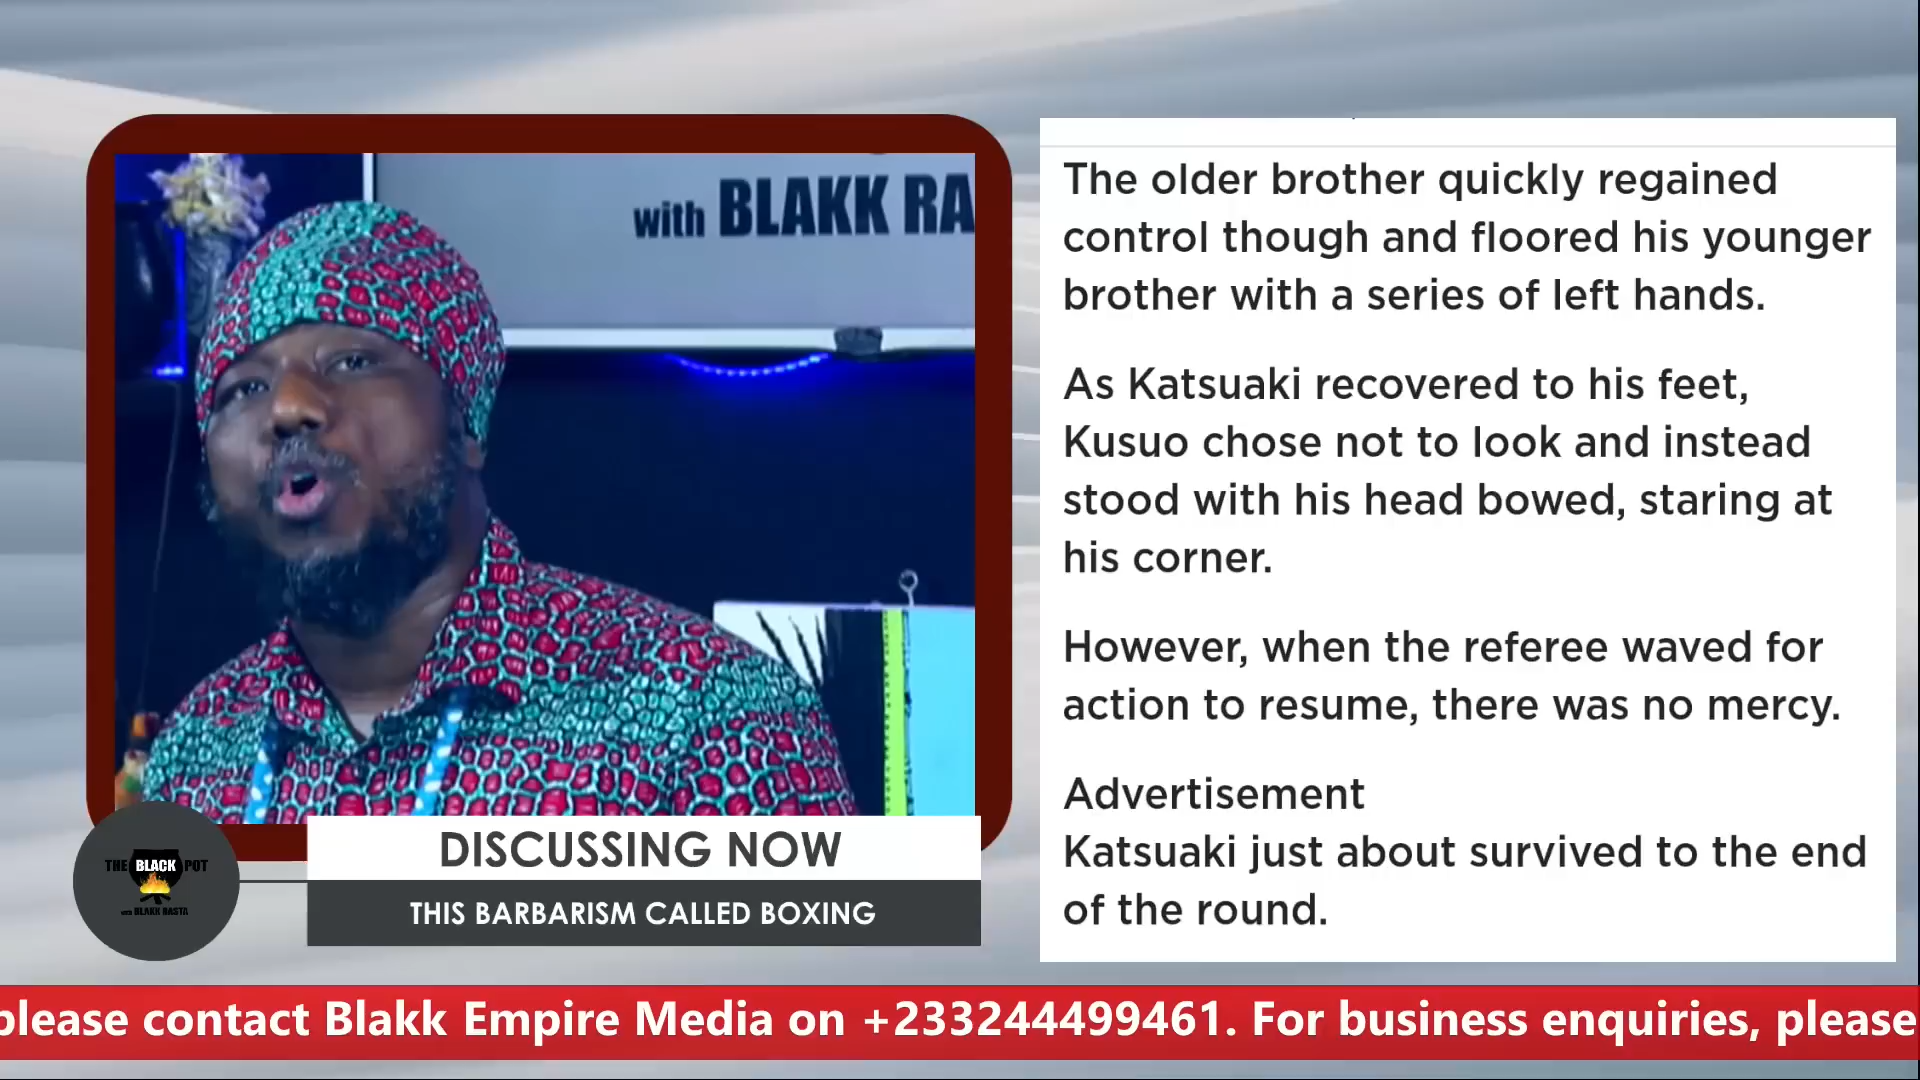 with BLAKK RA
The older brother quickly regained
control though and floored his younger
brother with a series of left hands.
As Katsuaki recovered to his feet,
Kusuo chose not to look and instead
stood with his head bowed, staring at
his corner.
However, when the referee waved for
action to resume, there was no mercy.
Advertisement
Katsuaki just about survived to the end
of the round.
DISCUSSING NOW
THIS BARBARISM CALLED BOXING
THE BLACK POT
WITH BLAKK RASTA
please contact Blakk Empire Media on +233244499461. For business enquiries, please